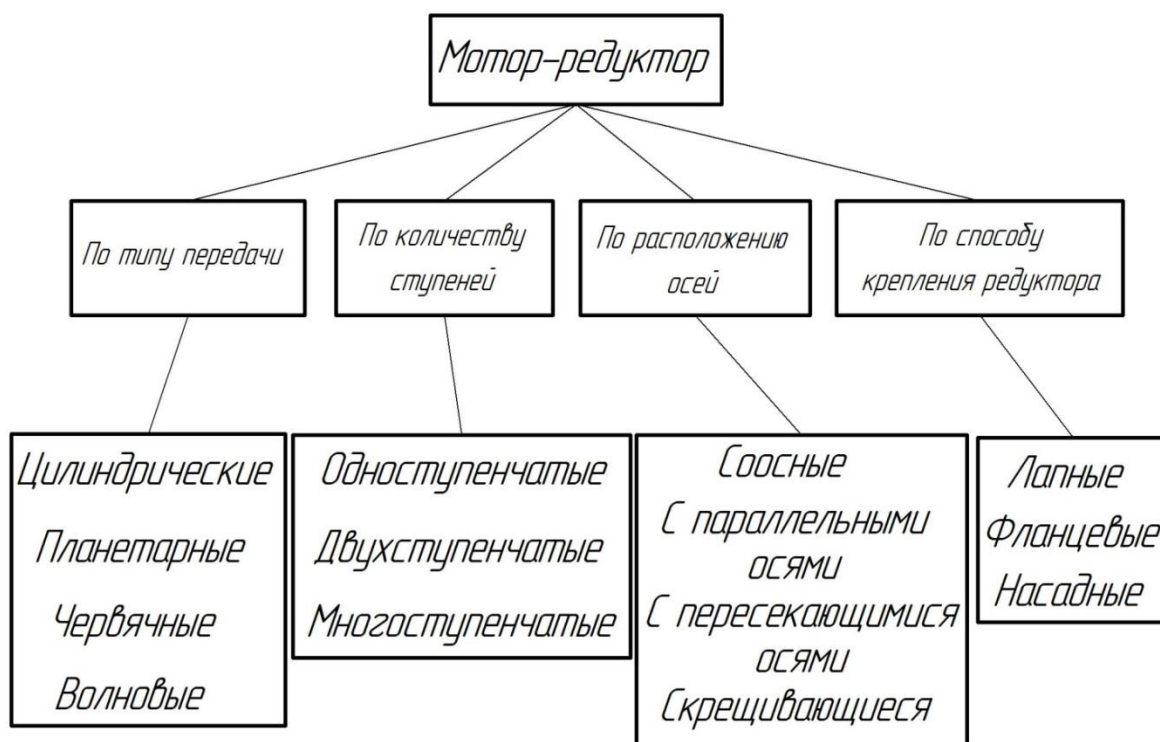 Мотор-редуктор
По типу передачи
По количеству
ступеней
По расположению
осей
По способу
крепления редуктора
Цилиндрические
Планетарные
Червячные
Волновые
Одноступенчатые
Двухступенчатые
Многоступенчатые
Соосные
С параллельными
осями
С пересекающимися
осями
Скрещивающиеся
Лапные
Фланцевые
Насадные